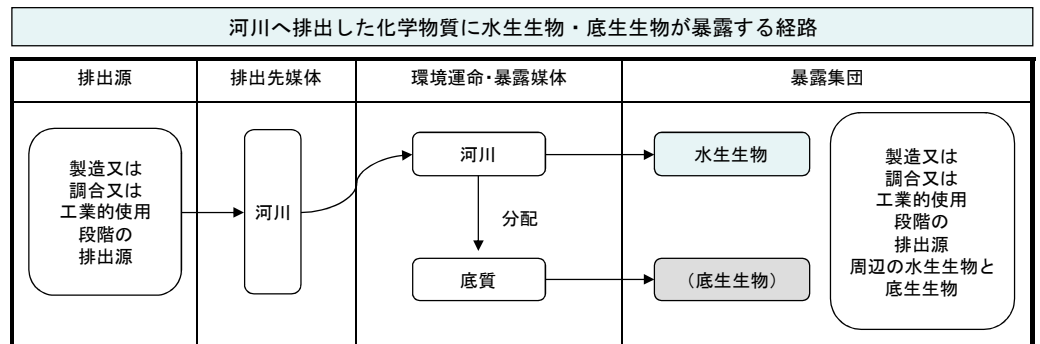 河川へ排出した化学物質に水生生物・底生生物が暴露する経路
排出源
排出先媒体
環境運命・暴露媒体
暴露集団
製造又は
調合又は
工業的使用
段階の
排出源
河川
河川
分配
底質
水生生物
（底生生物）
製造又は
調合又は
工業的使用
段階の
排出源
周辺の水生生物と
底生生物